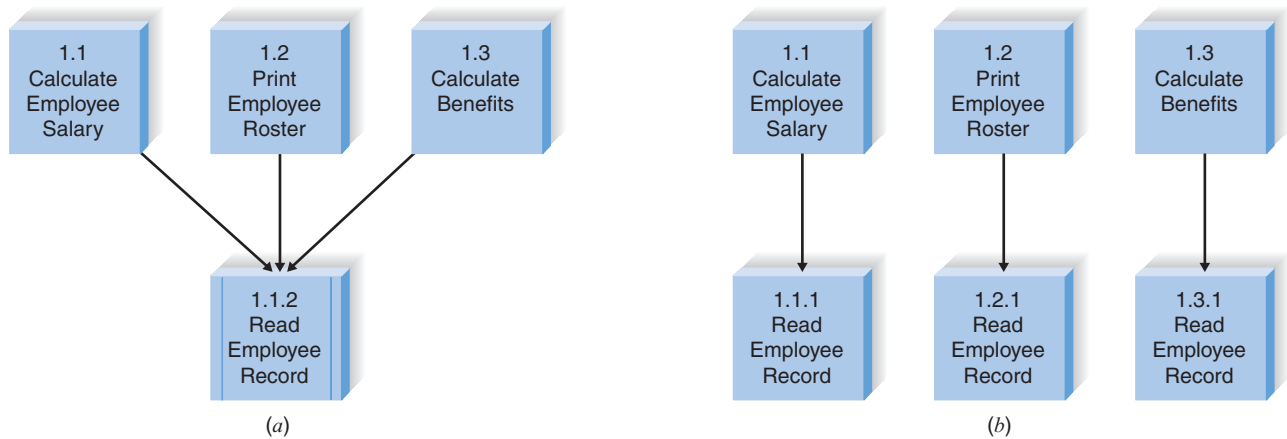 1.1
Calculate
Employee
Salary
1.2
Print
Employee
Roster
1.3
Calculate
Benefits
1.1.2
Read
Employee
Record
(a)
1.1
Calculate
Employee
Salary
1.2
Print
Employee
Roster
1.3
Calculate
Benefits
1.1.1
Read
Employee
Record
1.2.1
Read
Employee
Record
1.3.1
Read
Employee
Record
(b)